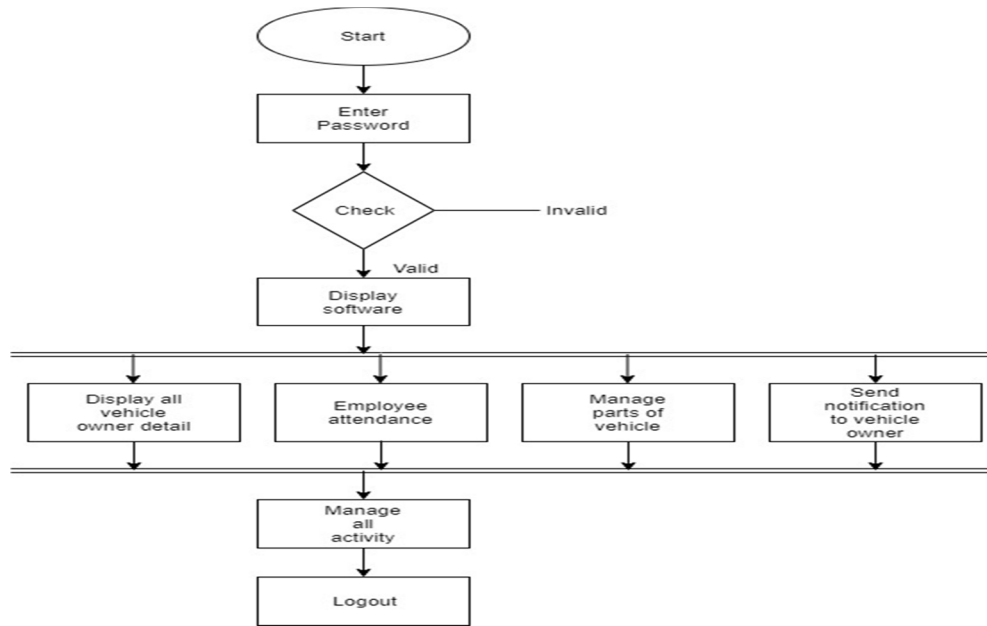 Start
Enter
Password
Check
Invalid
Valid
Display
software
Display all
vehicle
owner detail
Employee
attendance
Manage
parts of
vehicle
Send
notification
to vehicle
owner
Manage
all
activity
Logout